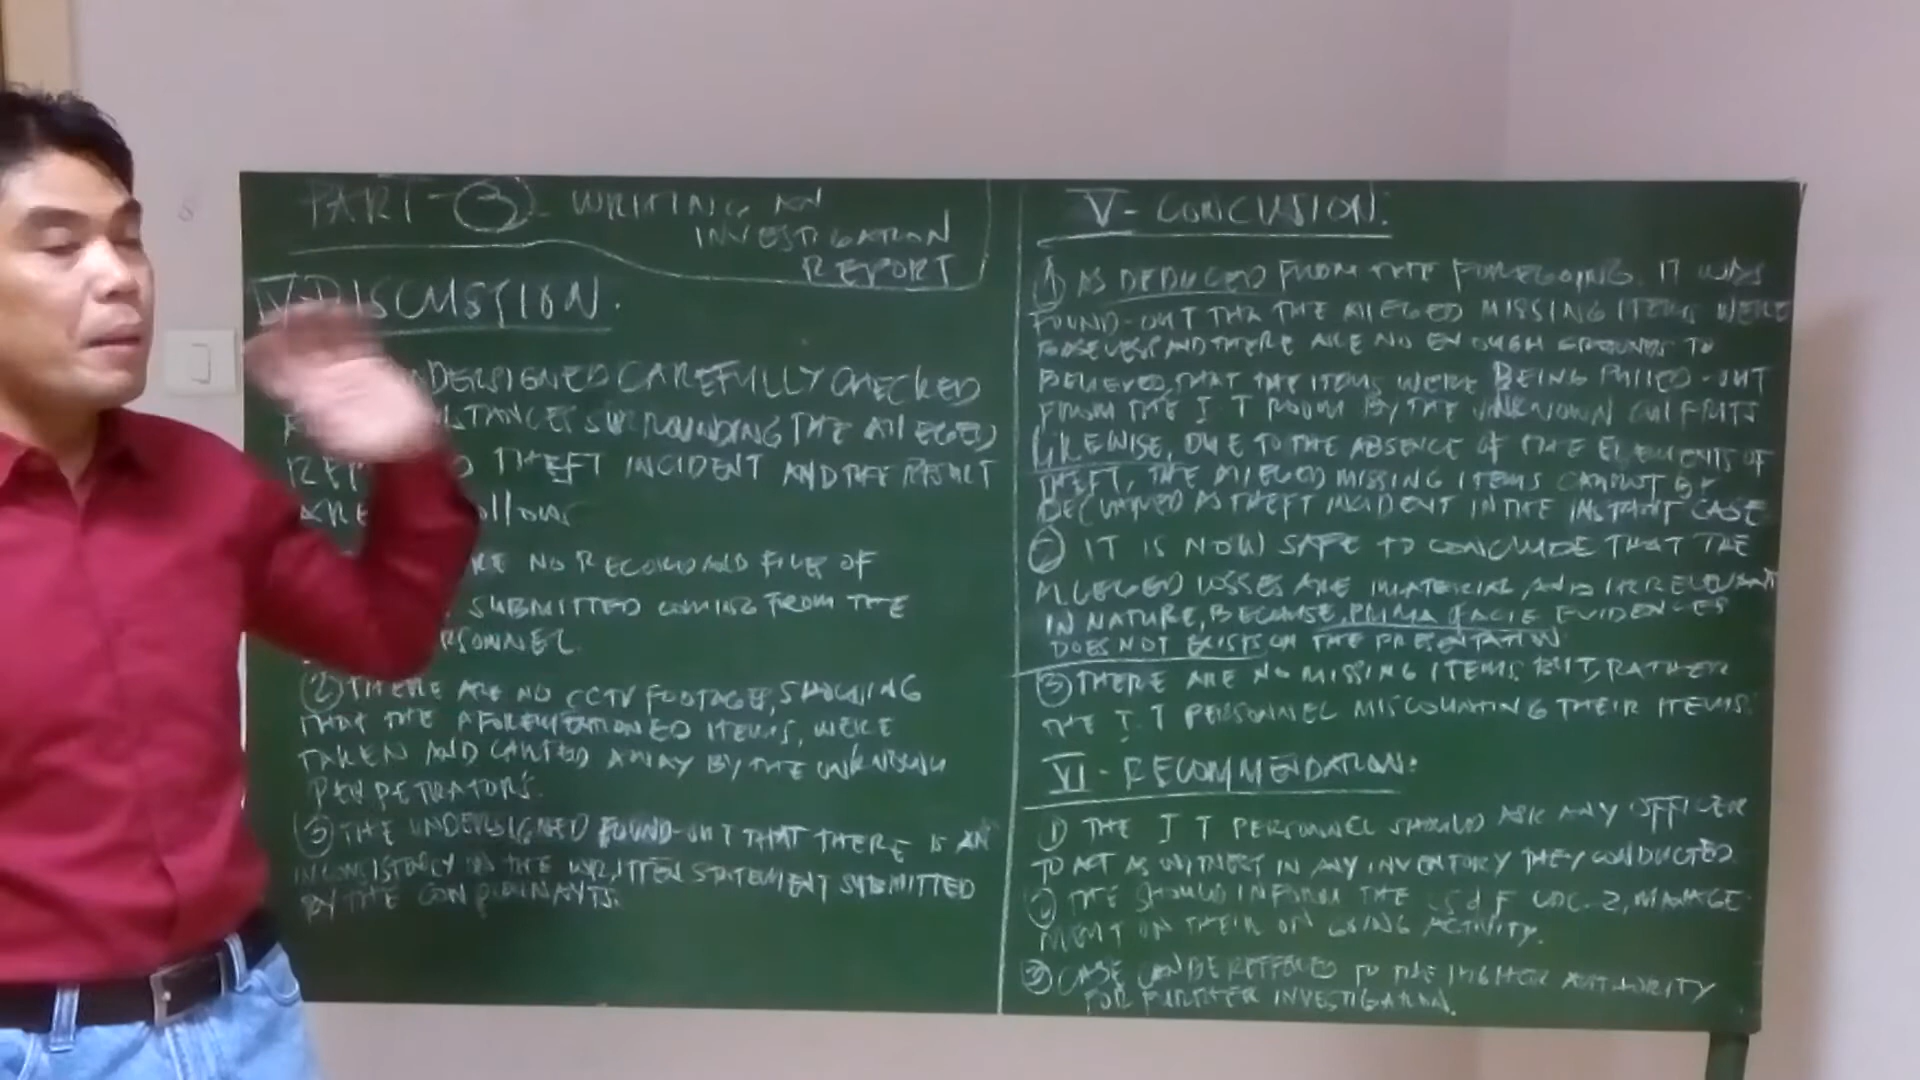 PART-3- WRITING AN
INVESTIGATION
REPORT
IV-DISCUSSION.
UNDERSIGNED CAREFULLY CHECKED
SURROUNDING THE ALLEGED
THEFT INCIDENT AND THE RESULT
ARE
NO RECORD AND FILE OF
SUBMITTED COMING FROM THE
(2) THERE ARE NO CCTV FOOTAGE, SHOWING
THAT THE AFOREMENTIONED ITEMS, WERE
TAKEN AND CARRIED AWAY BY THE UNKNOWN
PERPETRATORS.
(3) THE UNDERSIGNED FOUND-OUT THAT THERE IS AN
INCONSISTENCY IN THE WRITTEN STATEMENT SUBMITTED
BY THE COMPLAINANTS.
V- CONCLUSION:
(1) AS DEDUCED FROM THE FOREGOING. IT WAS
FOUND-OUT THA THE ALLEGED MISSING ITEMS WERE
AND THERE ARE NO ENOUGH GROUNDS TO
BELIEVED, THAT THE ITEMS WERE BEING PULLED-OUT
FROM THE I.T ROOM BY THE UNKNOWN CULPRITS
LIKEWISE, DUE TO THE ABSENCE OF THE ELEMENTS OF
THEFT, THE ALLEGED MISSING ITEMS CANNOT BY
AS THEFT INCIDENT IN THE INSTANT CASE
(2) IT IS NOW SAFE TO CONCLUDE THAT THE
ALLEGED LOSSES ARE IMATERIAL AND IRRELEVANT
IN NATURE, BECAUSE, PRIMA FACIE EVIDENCES
DOES NOT EXISTS ON THE PRESENTATION
(3) THERE ARE NO MISSING ITEMS BUT, RATHER
THE I.T PERSONNEL MISCOUNTING THEIR ITEMS.
VI- RECOMMENDATION:
1) THE I T PERSONNEL SHOULD ASK ANY OFFICER
TO ACT AS WITNESS IN ANY INVENTORY THEY CONDUCTED
2) SHOULD INFORM THE MANAGE-
MENT ON THEIR ON GOING ACTIVITY.
(3) CASE CAN BE REFFERED TO THE HIGHER AUTHORITY
FOR FURTHER INVESTIGATION.